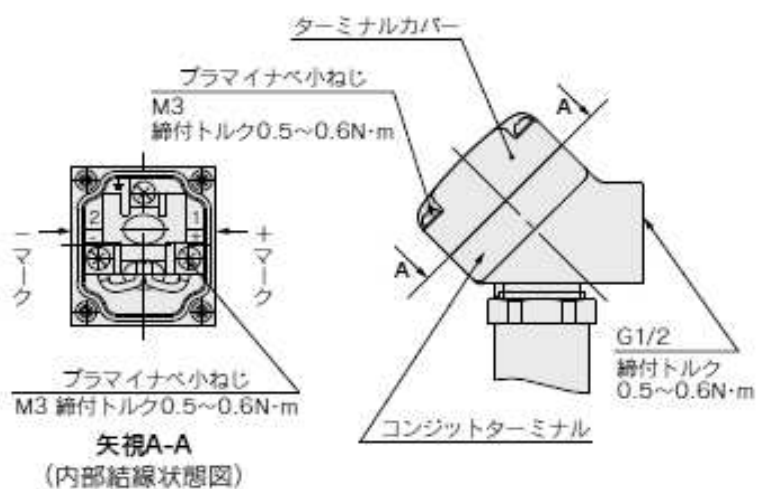 ターミナルカバー
プラマイナベ小ねじ
M3
締付トルク0.5～0.6N·m
A
2
1
-
+
−マーク
＋マーク
A
G1/2
締付トルク
0.5～0.6N·m
プラマイナベ小ねじ
M3 締付トルク0.5～0.6N·m
コンジットターミナル
矢視A-A
(内部結線状態図)